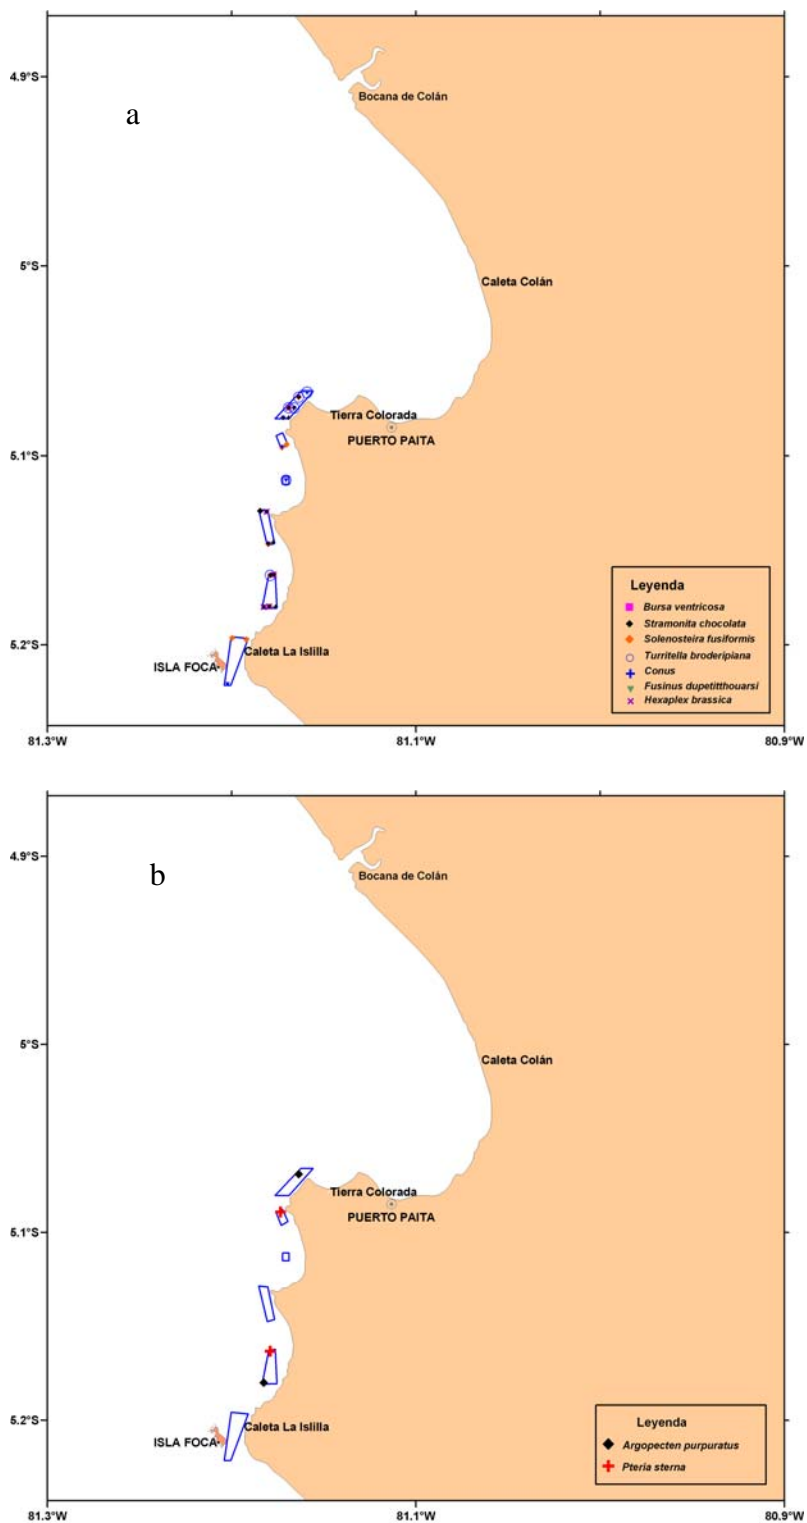 4.9°S
a
Bocana de Colán
5°S
Caleta Colán
Tierra Colorada
PUERTO PAITA
5.1°S
Leyenda
Bursa ventricosa
Stramonita chocolata
Solenosteira fusiformis
Turritella broderipiana
Conus
Fusinus dupetitthouarsi
Hexaplex brassica
5.2°S
Caleta La Islilla
ISLA FOCA
81.3°W
81.1°W
80.9°W
4.9°S
b
Bocana de Colán
5°S
Caleta Colán
Tierra Colorada
PUERTO PAITA
5.1°S
5.2°S
Caleta La Islilla
ISLA FOCA
Leyenda
Argopecten purpuratus
Pteria sterna
81.3°W
81.1°W
80.9°W